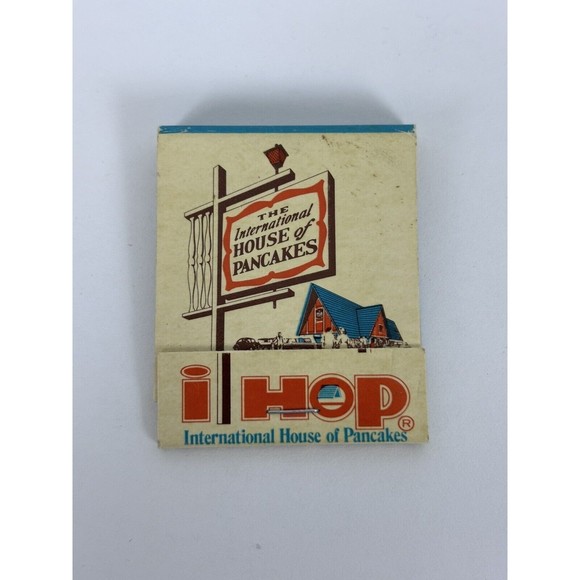 THE
International
HOUSE of
PANCAKES
iHOP®
International House of Pancakes